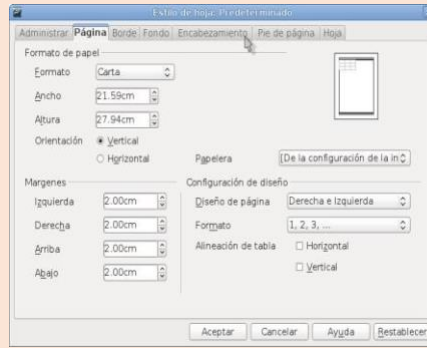 Estilo de hoja: Predeterminado
Administrar Página Borde Fondo Encabezamiento Pie de página Hoja
Formato de papel
Formato Carta
Ancho 21.59cm
Altura 27.94cm
Orientación Vertical
Horizontal Papelera [De la configuración de la in
Margenes Configuración de diseño
Izquierda 2.00cm Diseño de página Derecha e Izquierda
Derecha 2.00cm Formato 1, 2, 3, ...
Arriba 2.00cm Alineación de tabla Horizontal
Abajo 2.00cm Vertical
Aceptar Cancelar Ayuda Restablecer